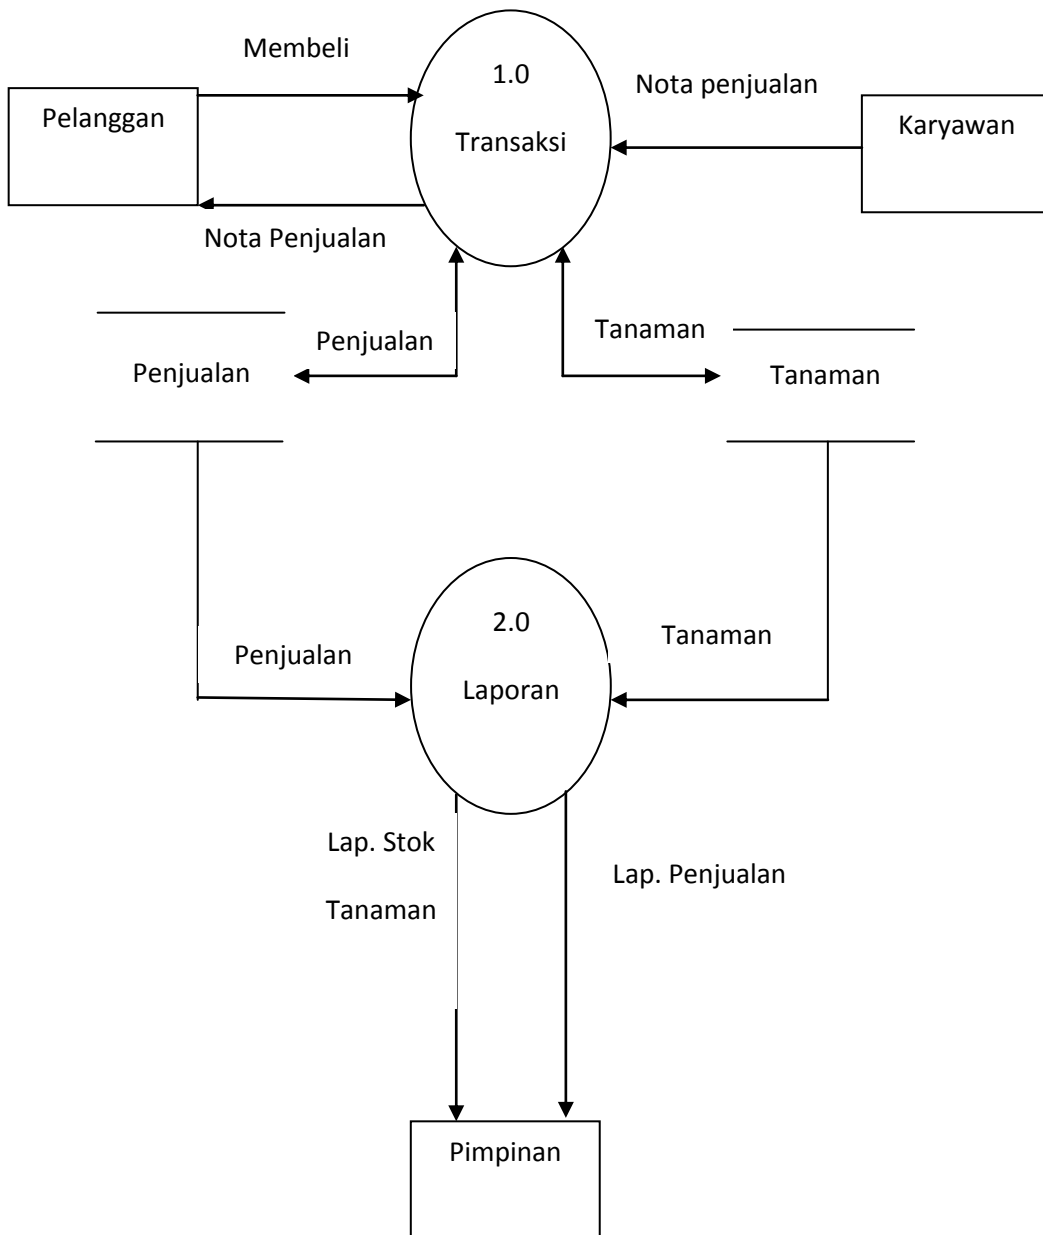 Membeli
1.0
Nota penjualan
Pelanggan
Karyawan
Transaksi
Nota Penjualan
Penjualan
Tanaman
Penjualan
Tanaman
2.0
Penjualan
Tanaman
Laporan
Lap. Stok
Tanaman
Lap. Penjualan
Pimpinan